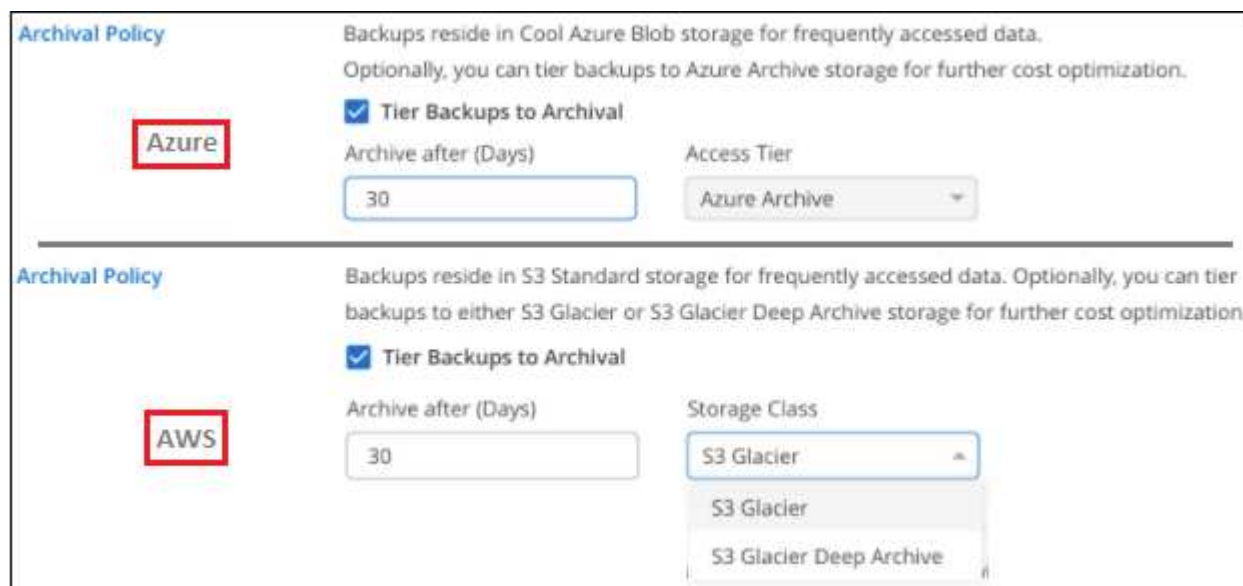 Archival Policy
Backups reside in Cool Azure Blob storage for frequently accessed data.
Optionally, you can tier backups to Azure Archive storage for further cost optimization.
Tier Backups to Archival
Azure
Archive after (Days)
Access Tier
30
Azure Archive
Archival Policy
Backups reside in S3 Standard storage for frequently accessed data. Optionally, you can tier
backups to either S3 Glacier or S3 Glacier Deep Archive storage for further cost optimization
Tier Backups to Archival
Archive after (Days)
Storage Class
AWS
30
S3 Glacier
S3 Glacier
S3 Glacier Deep Archive